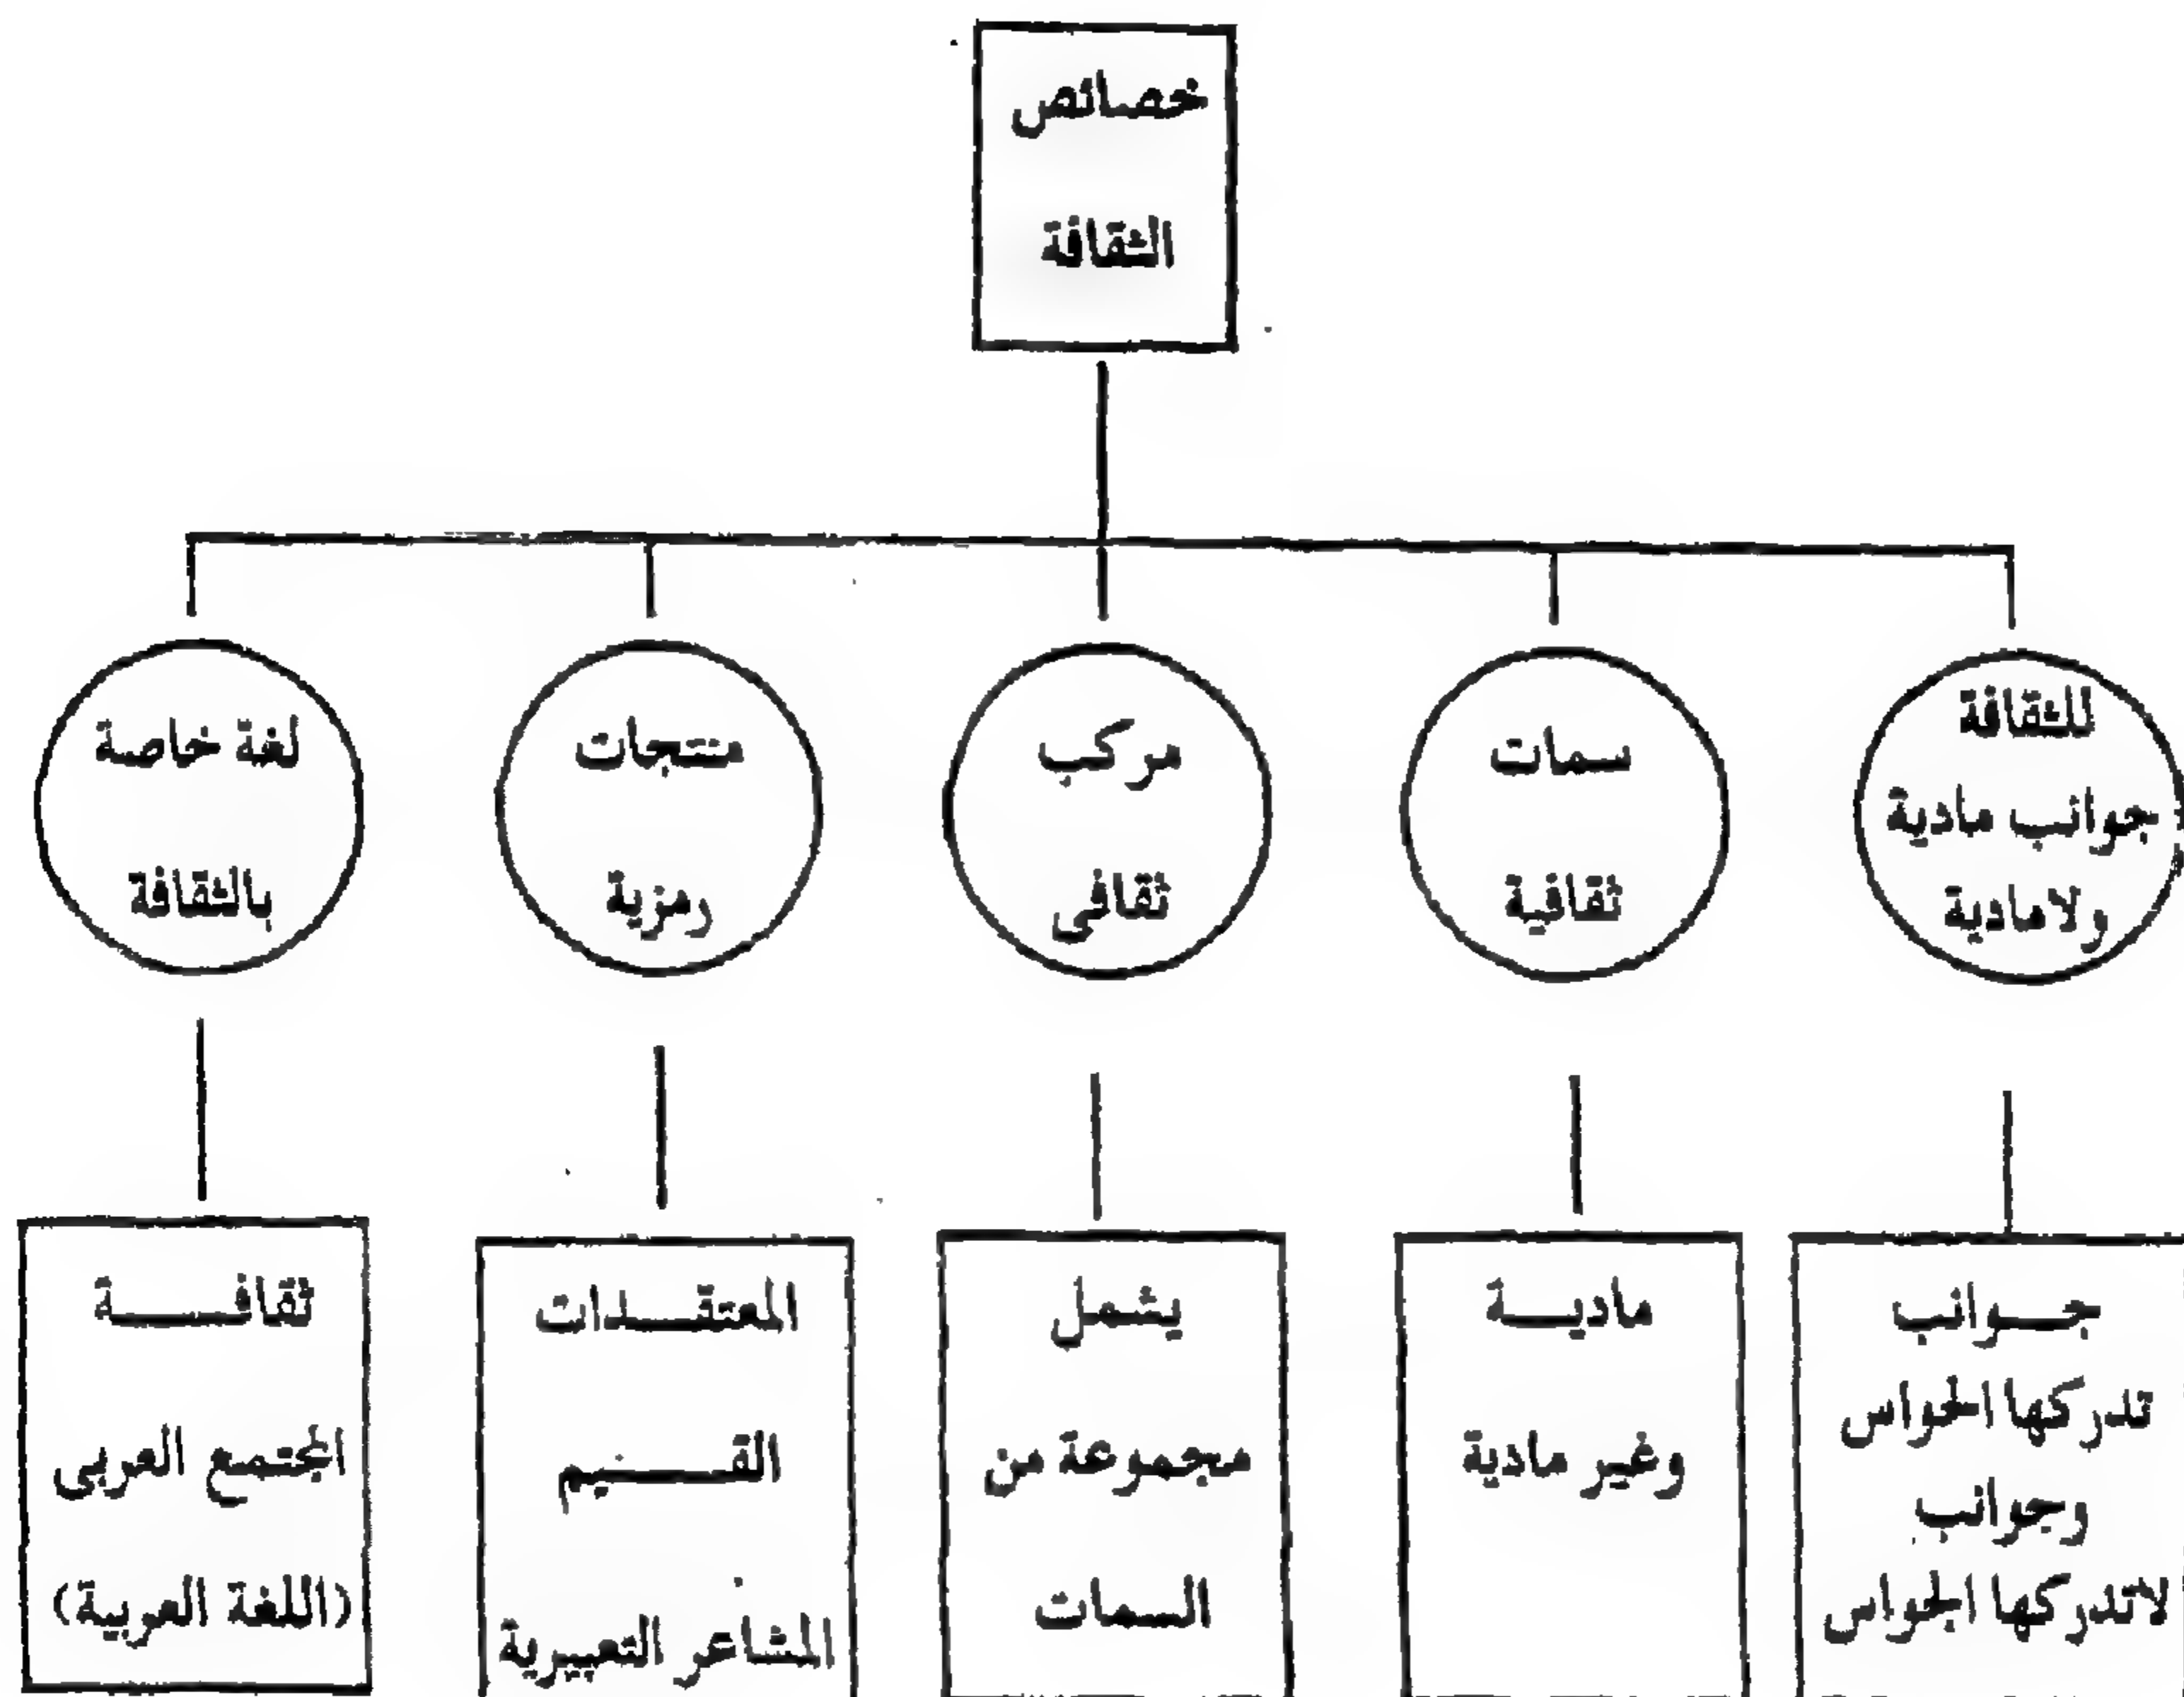 خصائص
الثقافة
للثقافة
جوانب مادية
ولامادية
سمات
ثقافية
مركب
ثقافى
منتجات
رمزية
لغة خاصة
بالثقافة
جوانب
تدركها الحواس
وجوانب
لاتدركها الحواس
مادية
وغير مادية
يشمل
مجموعة من
السمات
المعتقدات
القيم
المشاعر التعبيرية
ثقافة
المجتمع العربى
(اللغة العربية)